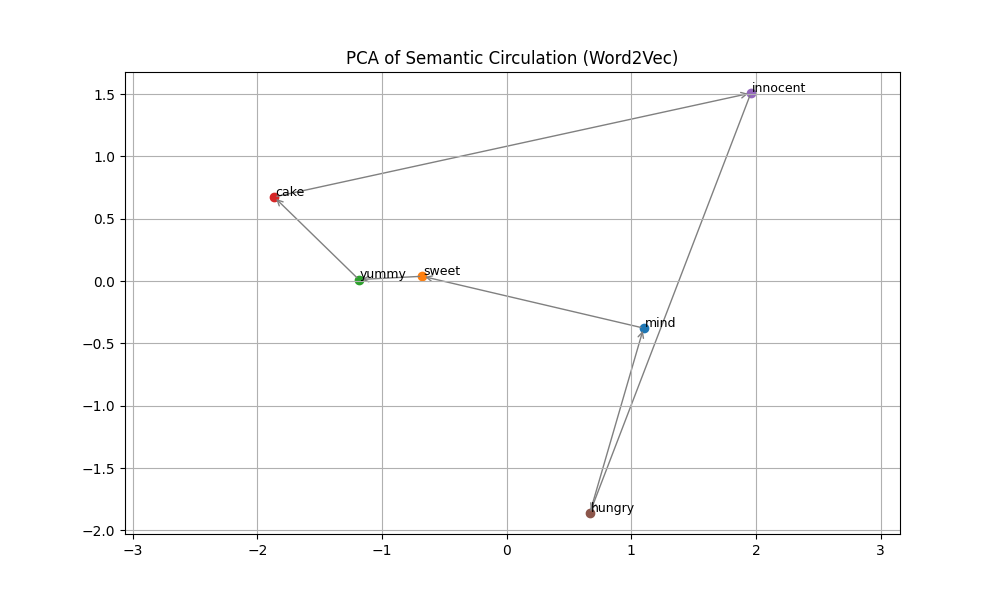 PCA of Semantic Circulation (Word2Vec)
innocent
cake
yummy
sweet
mind
hungry
1.5
1.0
0.5
0.0
−0.5
−1.0
−1.5
−2.0
−3 −2 −1 0 1 2 3